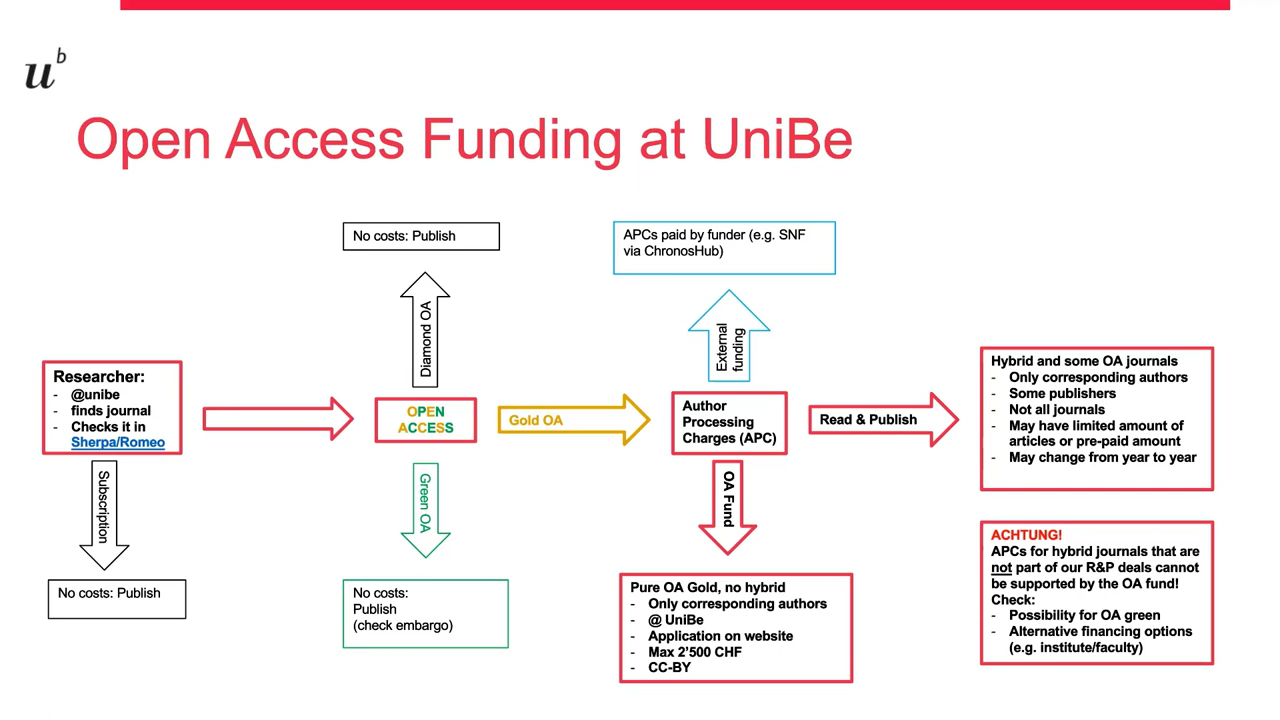 u^b
Open Access Funding at UniBe
No costs: Publish
APCs paid by funder (e.g. SNF
via ChronosHub)
Diamond OA
External
funding
Researcher:
- @unibe
- finds journal
- Checks it in
Sherpa/Romeo
OPEN
ACCESS
Gold OA
Author
Processing
Charges (APC)
Read & Publish
Hybrid and some OA journals
- Only corresponding authors
- Some publishers
- Not all journals
- May have limited amount of
articles or pre-paid amount
- May change from year to year
Subscription
Green OA
OA Fund
No costs: Publish
No costs:
Publish
(check embargo)
Pure OA Gold, no hybrid
- Only corresponding authors
- @ UniBe
- Application on website
- Max 2’500 CHF
- CC-BY
ACHTUNG!
APCs for hybrid journals that are
not part of our R&P deals cannot
be supported by the OA fund!
Check:
- Possibility for OA green
- Alternative financing options
(e.g. institute/faculty)